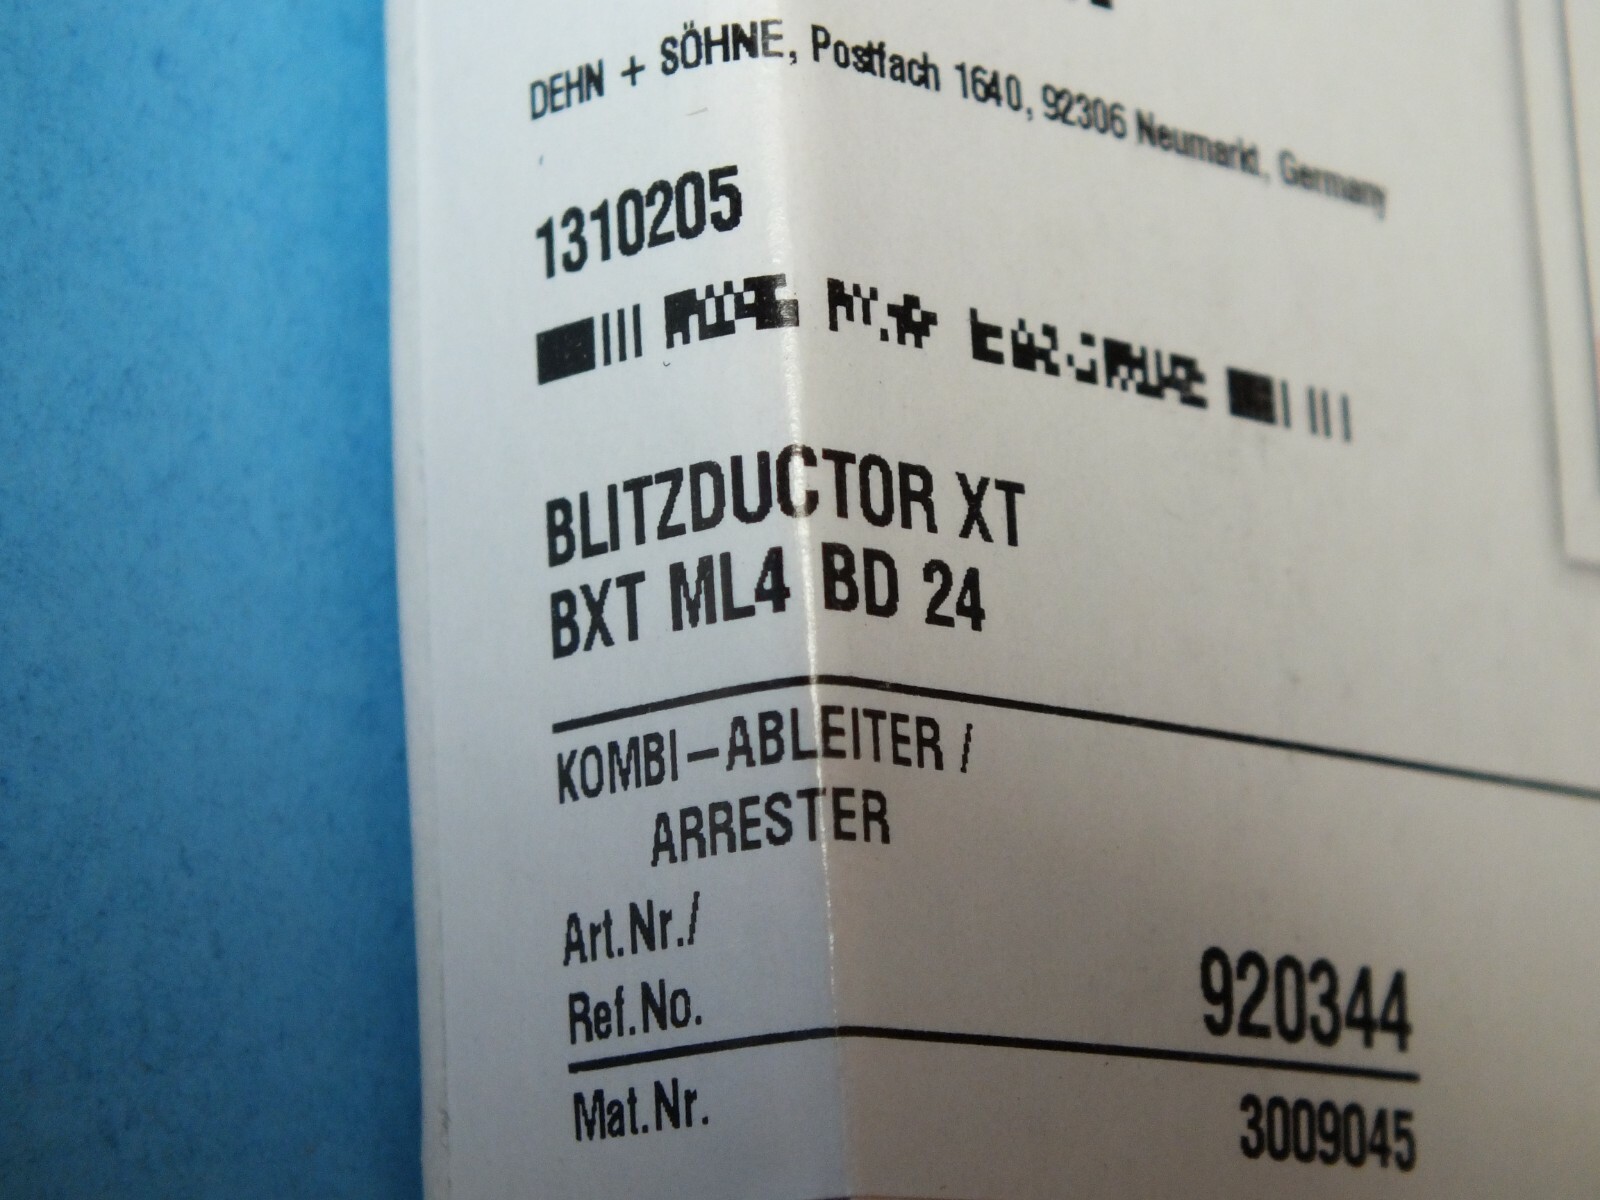 DEHN + SÖHNE, Postfach 1640, 92306 Neumarkt, Germany
1310205
BLITZDUCTOR XT
BXT ML4 BD 24
KOMBI-ABLEITER /
ARRESTER
Art.Nr./
Ref.No. 920344
Mat.Nr. 3009045